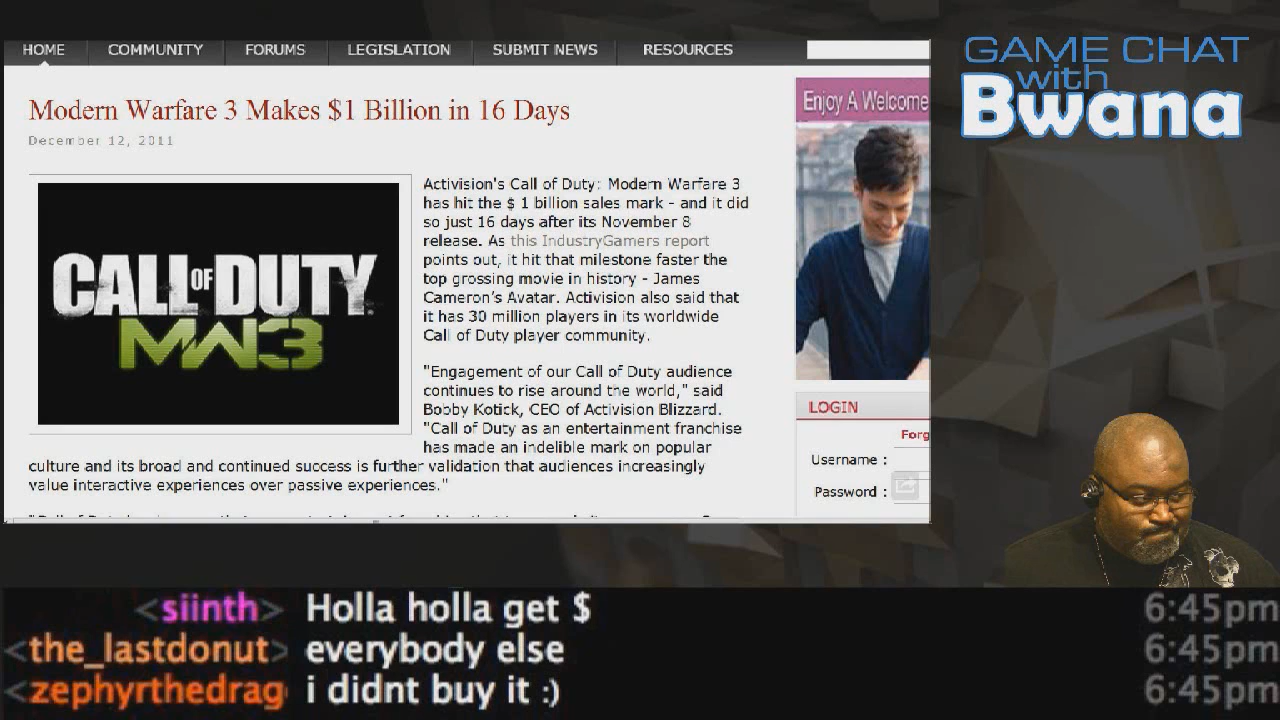 HOME COMMUNITY FORUMS LEGISLATION SUBMIT NEWS RESOURCES
GAME CHAT
with
Bwana
Modern Warfare 3 Makes $1 Billion in 16 Days
December 12, 2011
Enjoy A Welcome
CALL OF DUTY
MW3
Activision's Call of Duty: Modern Warfare 3
has hit the $ 1 billion sales mark - and it did
so just 16 days after its November 8
release. As this IndustryGamers report
points out, it hit that milestone faster the
top grossing movie in history - James
Cameron's Avatar. Activision also said that
it has 30 million players in its worldwide
Call of Duty player community.
"Engagement of our Call of Duty audience
continues to rise around the world," said
Bobby Kotick, CEO of Activision Blizzard.
"Call of Duty as an entertainment franchise
has made an indelible mark on popular
culture and its broad and continued success is further validation that audiences increasingly
value interactive experiences over passive experiences."
LOGIN
Forg
Username :
Password :
<siinth> Holla holla get $ 6:45pm
<the_lastdonut> everybody else 6:45pm
<zephyrthedrag i didnt buy it :) 6:45pm